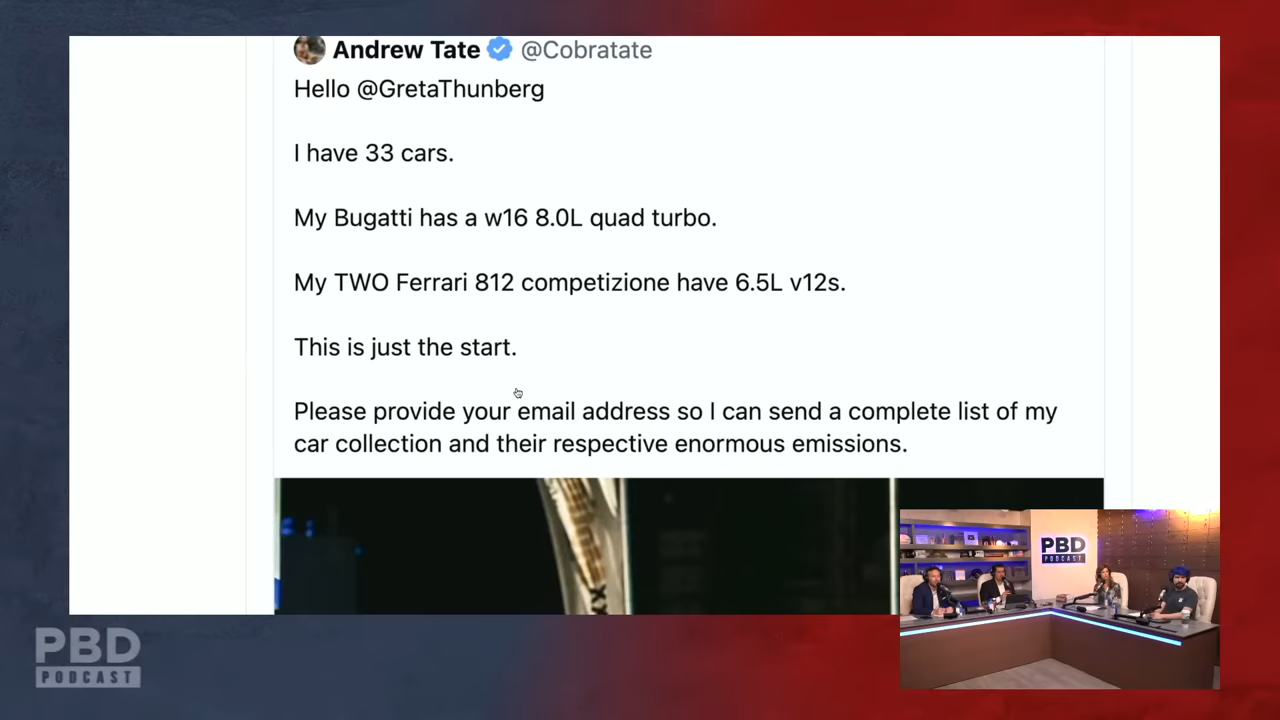 Andrew Tate @Cobratate
Hello @GretaThunberg
I have 33 cars.
My Bugatti has a w16 8.0L quad turbo.
My TWO Ferrari 812 competizione have 6.5L v12s.
This is just the start.
Please provide your email address so I can send a complete list of my
car collection and their respective enormous emissions.
PBD
PODCAST
PBD
PODCAST